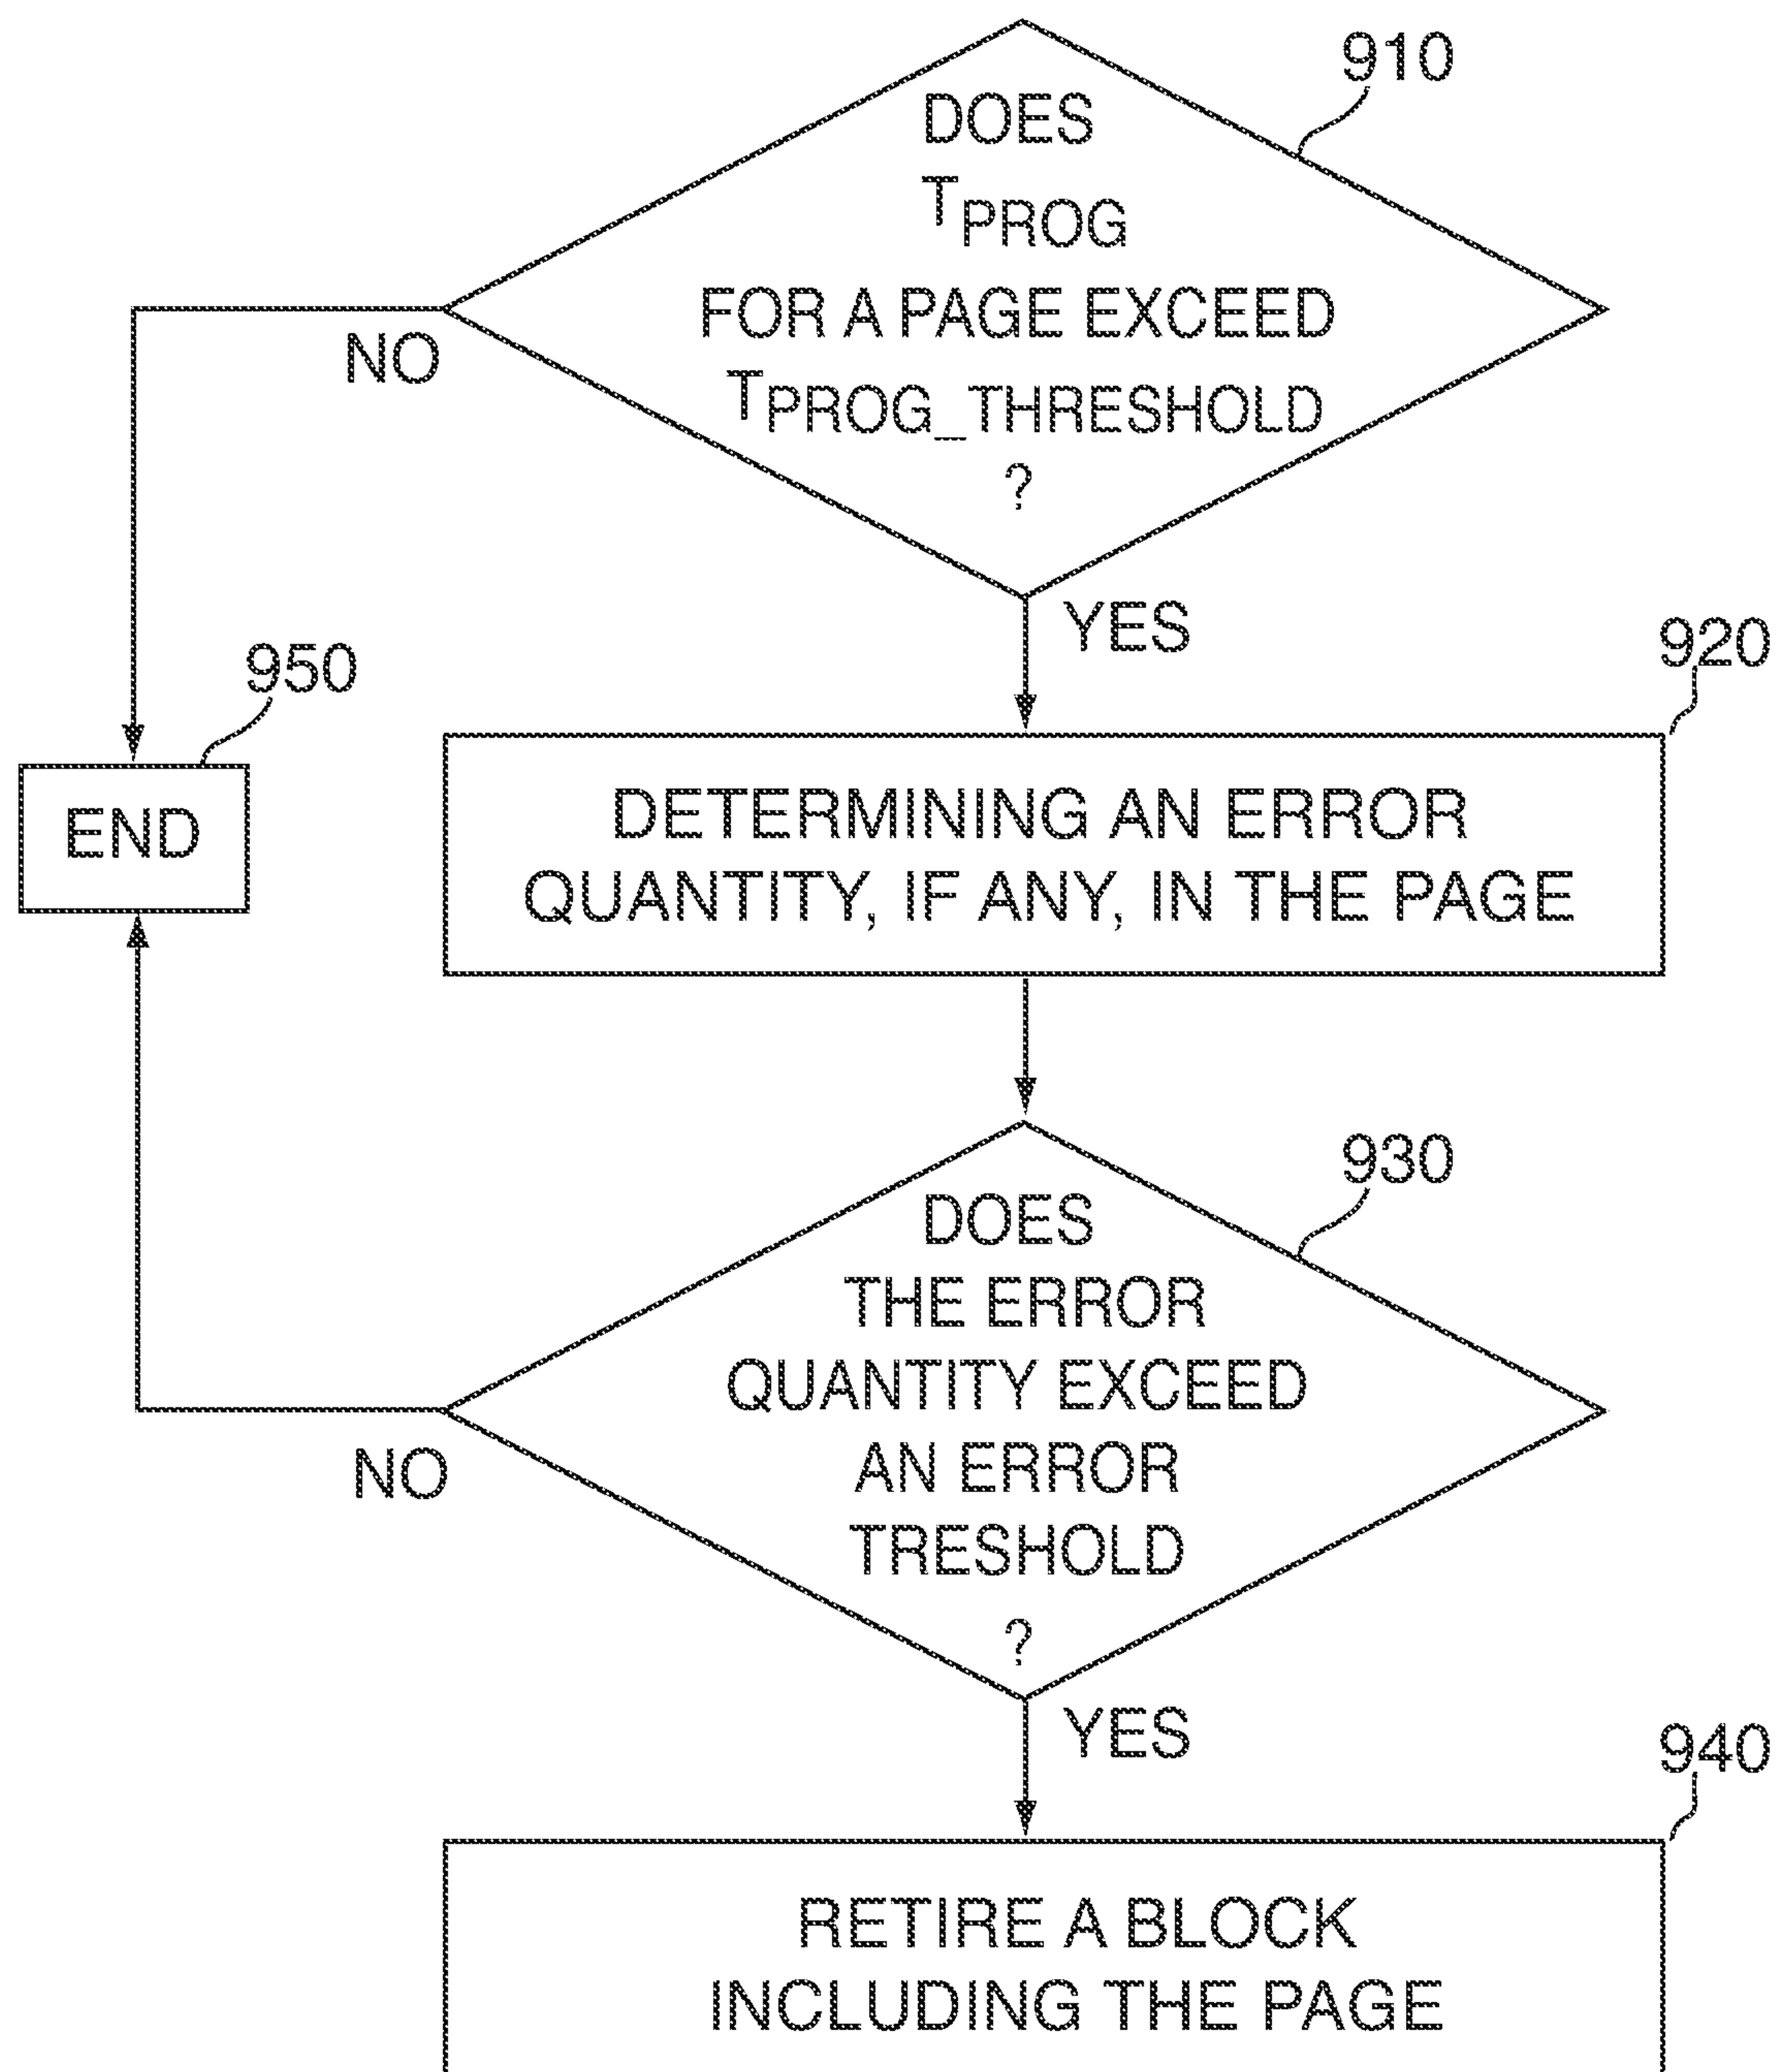 910
DOES
TPROG
FOR A PAGE EXCEED
TPROG_THRESHOLD
?
NO
YES
920
950
END
DETERMINING AN ERROR
QUANTITY, IF ANY, IN THE PAGE
930
DOES
THE ERROR
QUANTITY EXCEED
AN ERROR
TRESHOLD
?
NO
YES
940
RETIRE A BLOCK
INCLUDING THE PAGE